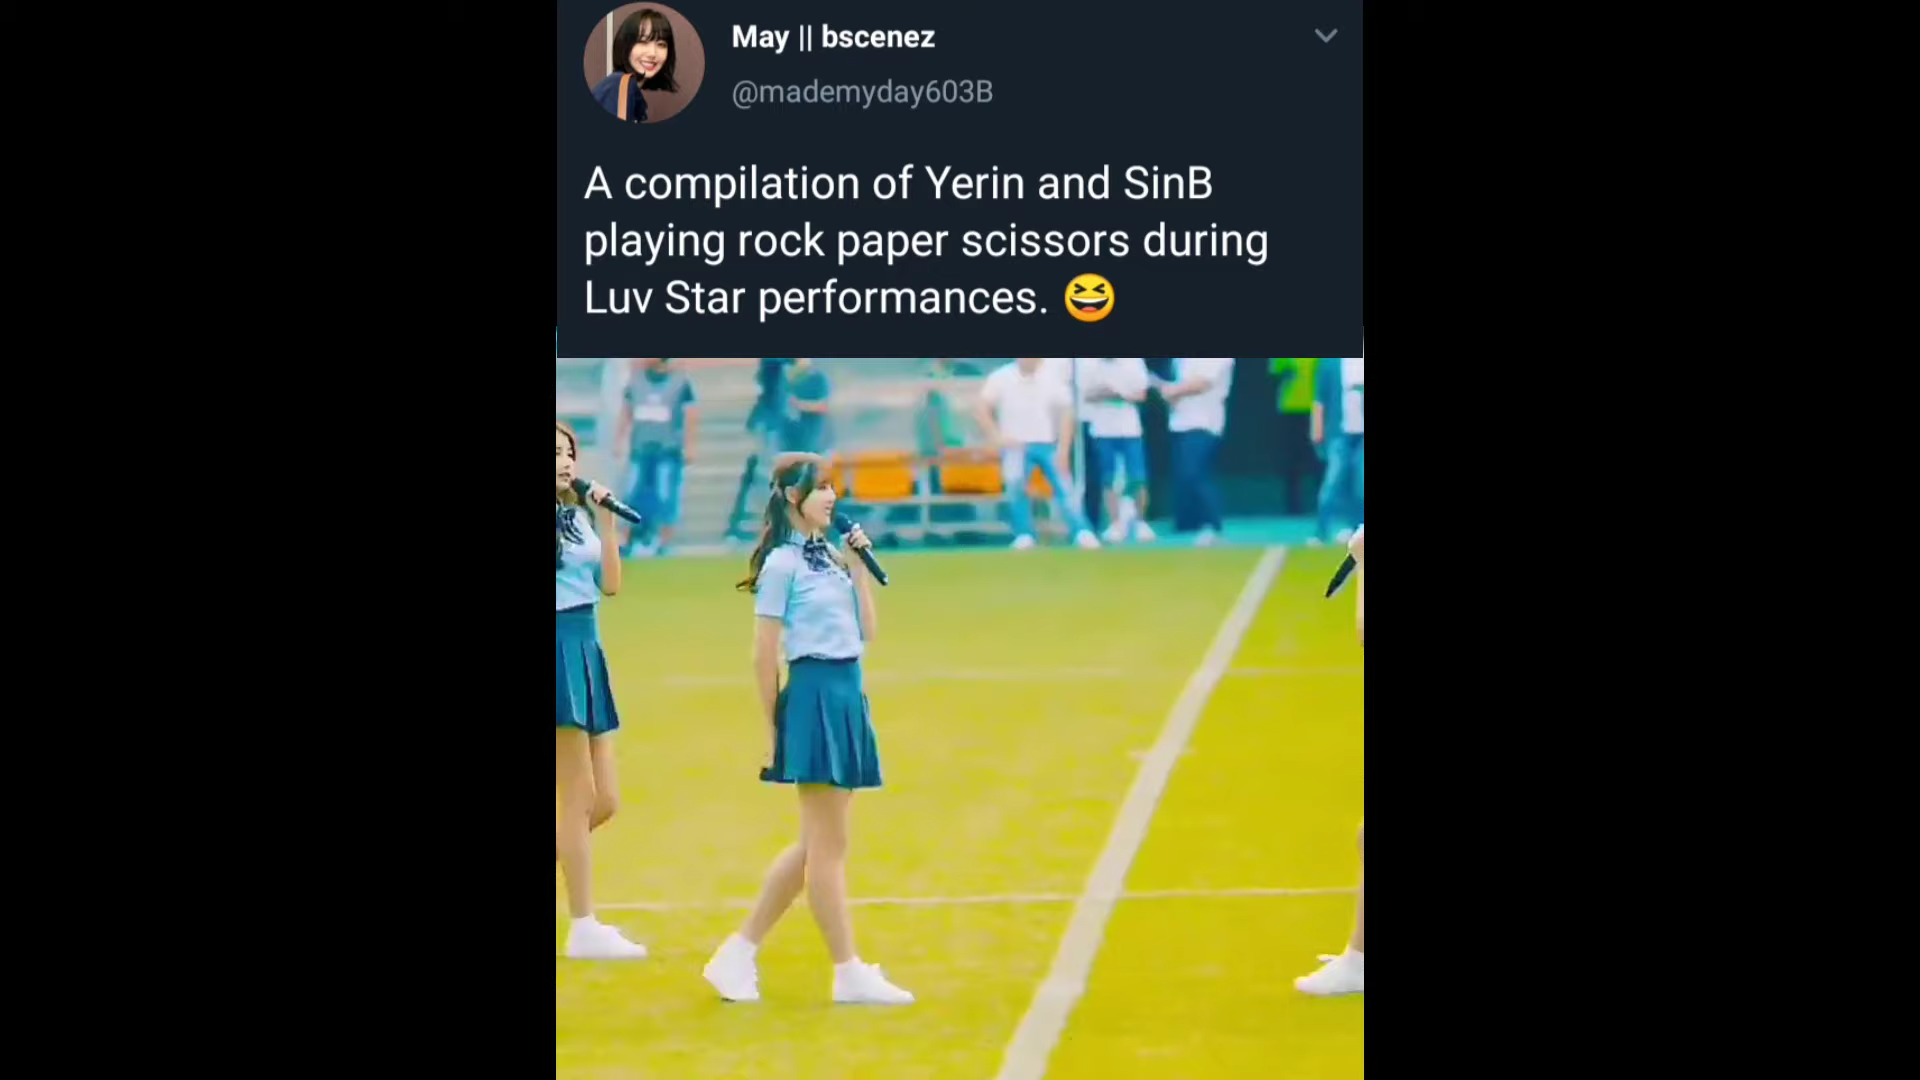 May || bscenez
@mademyday603B
A compilation of Yerin and SinB
playing rock paper scissors during
Luv Star performances. 😆